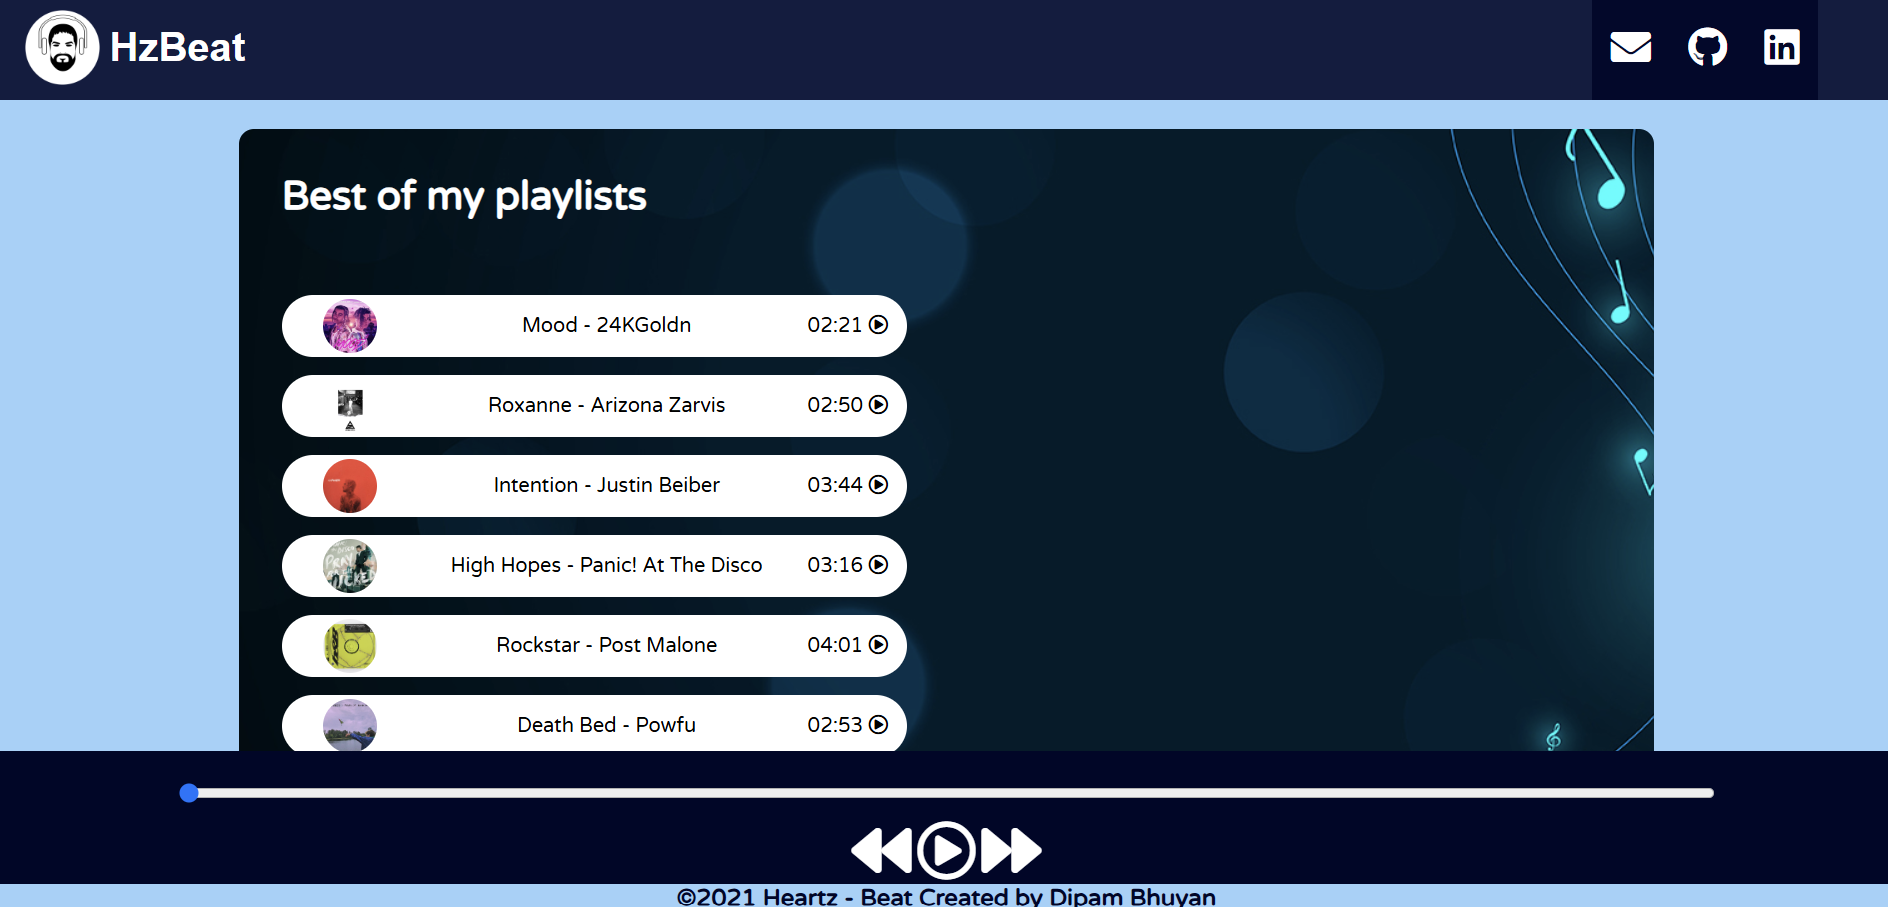 HzBeat
Best of my playlists
Mood - 24KGoldn
02:21
Roxanne - Arizona Zarvis
02:50
Intention - Justin Beiber
03:44
High Hopes - Panic! At The Disco
03:16
Rockstar - Post Malone
04:01
Death Bed - Powfu
02:53
©2021 Heartz - Beat Created by Dipam Bhuyan